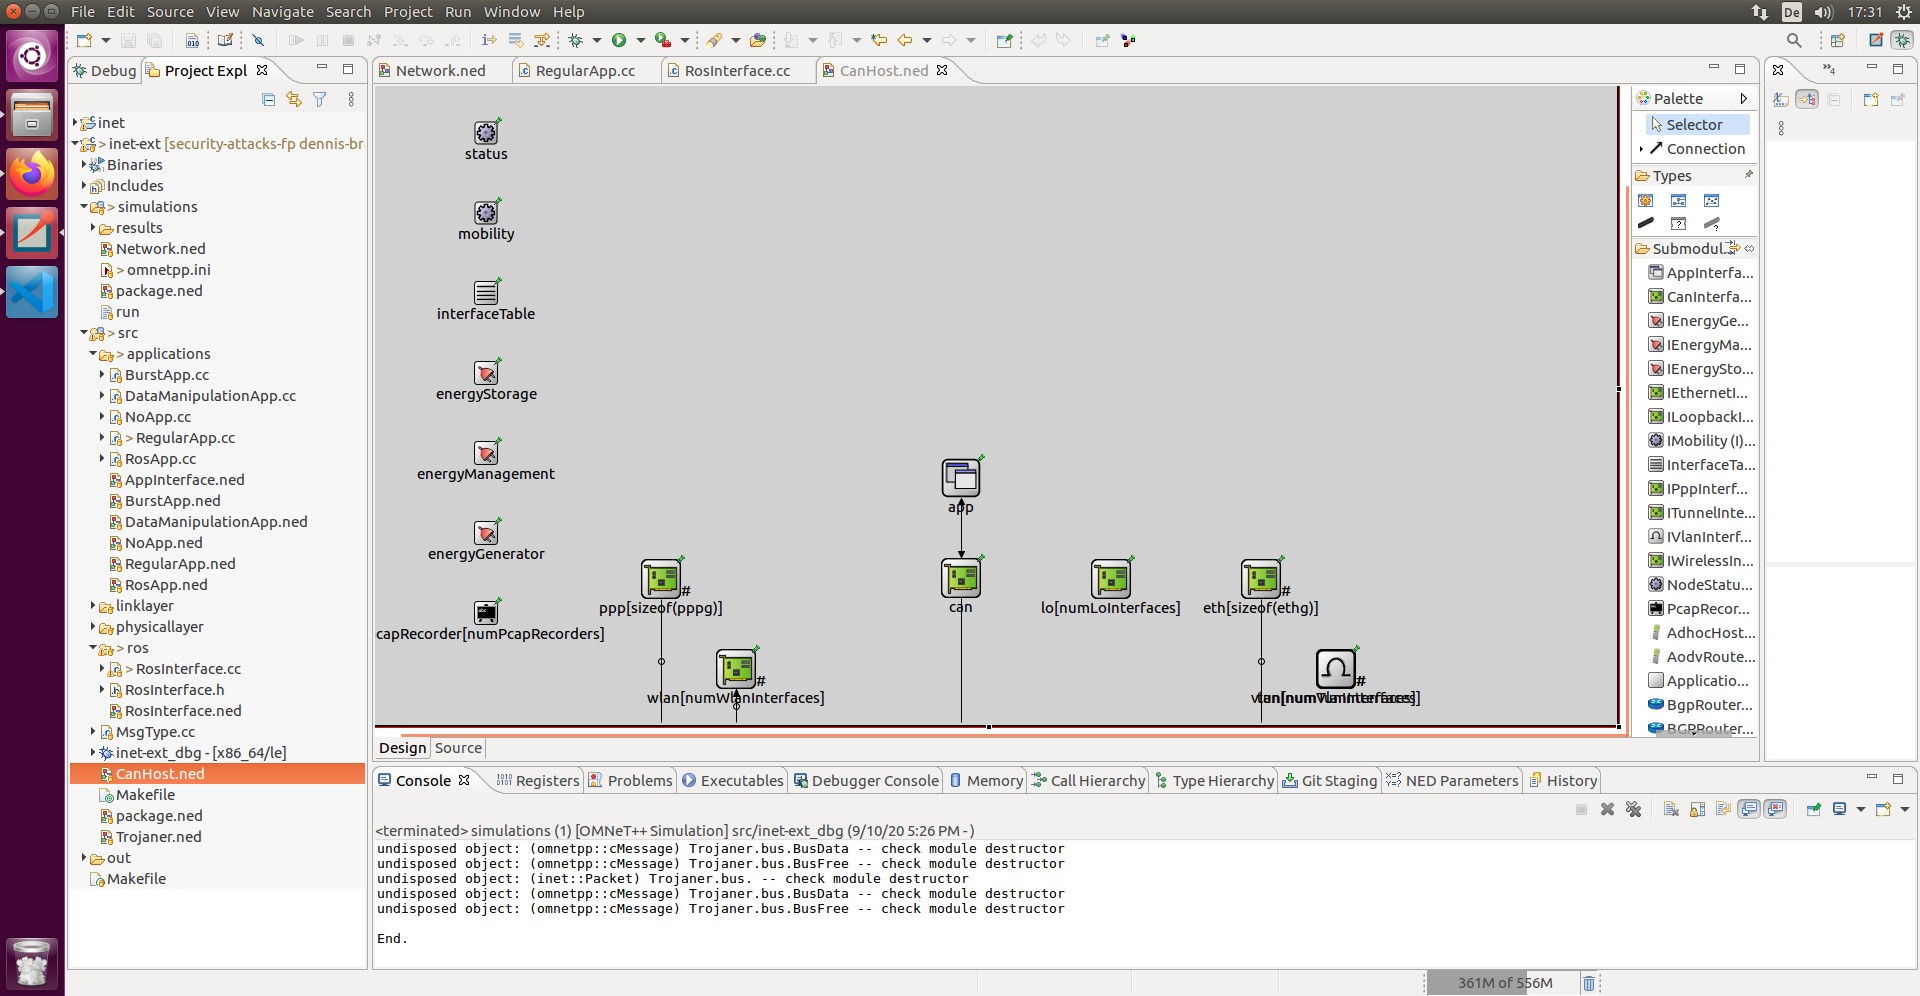 File Edit Source View Navigate Search Project Run Window Help
De 17:31
Debug Project Expl
Network.ned RegularApp.cc RosInterface.cc CanHost.ned
»4
inet
> inet-ext [security-attacks-fp dennis-br
Binaries
Includes
> simulations
results
Network.ned
> omnetpp.ini
package.ned
run
> src
> applications
BurstApp.cc
DataManipulationApp.cc
NoApp.cc
> RegularApp.cc
RosApp.cc
AppInterface.ned
BurstApp.ned
DataManipulationApp.ned
NoApp.ned
RegularApp.ned
RosApp.ned
linklayer
physicallayer
> ros
> RosInterface.cc
RosInterface.h
RosInterface.ned
MsgType.cc
inet-ext_dbg - [x86_64/le]
CanHost.ned
Makefile
package.ned
Trojaner.ned
out
Makefile
status
mobility
interfaceTable
energyStorage
energyManagement
energyGenerator
capRecorder[numPcapRecorders]
app
ppp[sizeof(pppg)]
#
can
lo[numLoInterfaces]
eth[sizeof(ethg)]
#
wlan[numWlanInterfaces]
#
#
Palette
Selector
Connection
Types
Submodul...
AppInterfa...
CanInterfa...
IEnergyGe...
IEnergyMa...
IEnergySto...
IEthernetI...
ILoopbackI...
IMobility (I)...
InterfaceTa...
IPppInterf...
ITunnelInte...
IVlanInterf...
IWirelessIn...
NodeStatu...
PcapRecor...
AdhocHost...
AodvRoute...
Applicatio...
BgpRouter...
BGPRouter...
Design Source
Console Registers Problems Executables Debugger Console Memory Call Hierarchy Type Hierarchy Git Staging NED Parameters History
<terminated> simulations (1) [OMNeT++ Simulation] src/inet-ext_dbg (9/10/20 5:26 PM - )
undisposed object: (omnetpp::cMessage) Trojaner.bus.BusData -- check module destructor
undisposed object: (omnetpp::cMessage) Trojaner.bus.BusFree -- check module destructor
undisposed object: (inet::Packet) Trojaner.bus. -- check module destructor
undisposed object: (omnetpp::cMessage) Trojaner.bus.BusData -- check module destructor
undisposed object: (omnetpp::cMessage) Trojaner.bus.BusFree -- check module destructor
End.
361M of 556M